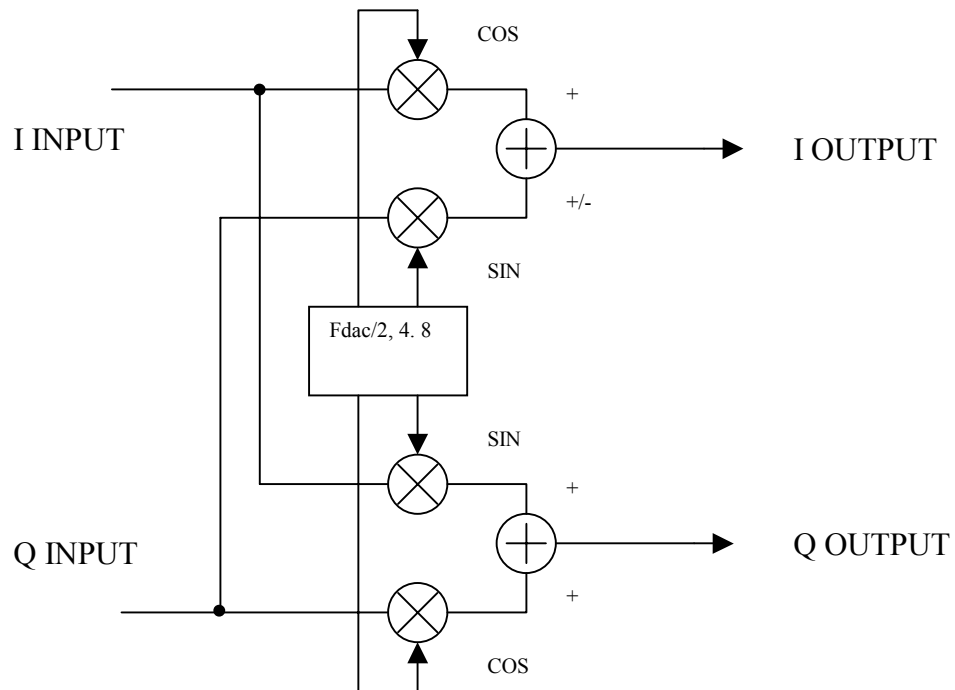 COS
+
I INPUT
I OUTPUT
+/-
SIN
Fdac/2, 4. 8
SIN
+
Q INPUT
Q OUTPUT
+
COS